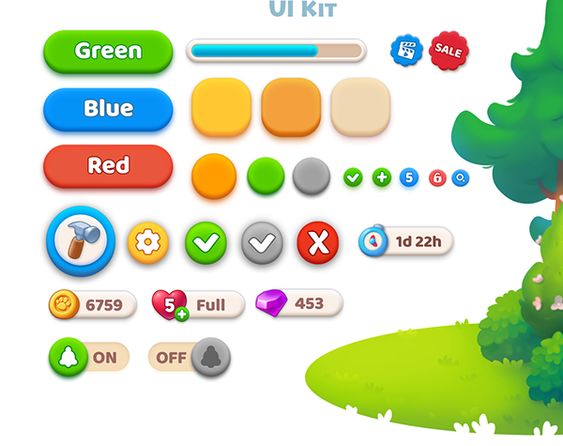 UI KIT
Green
SALE
Blue
Red
5
1d 22h
6759
5
Full
453
ON
OFF